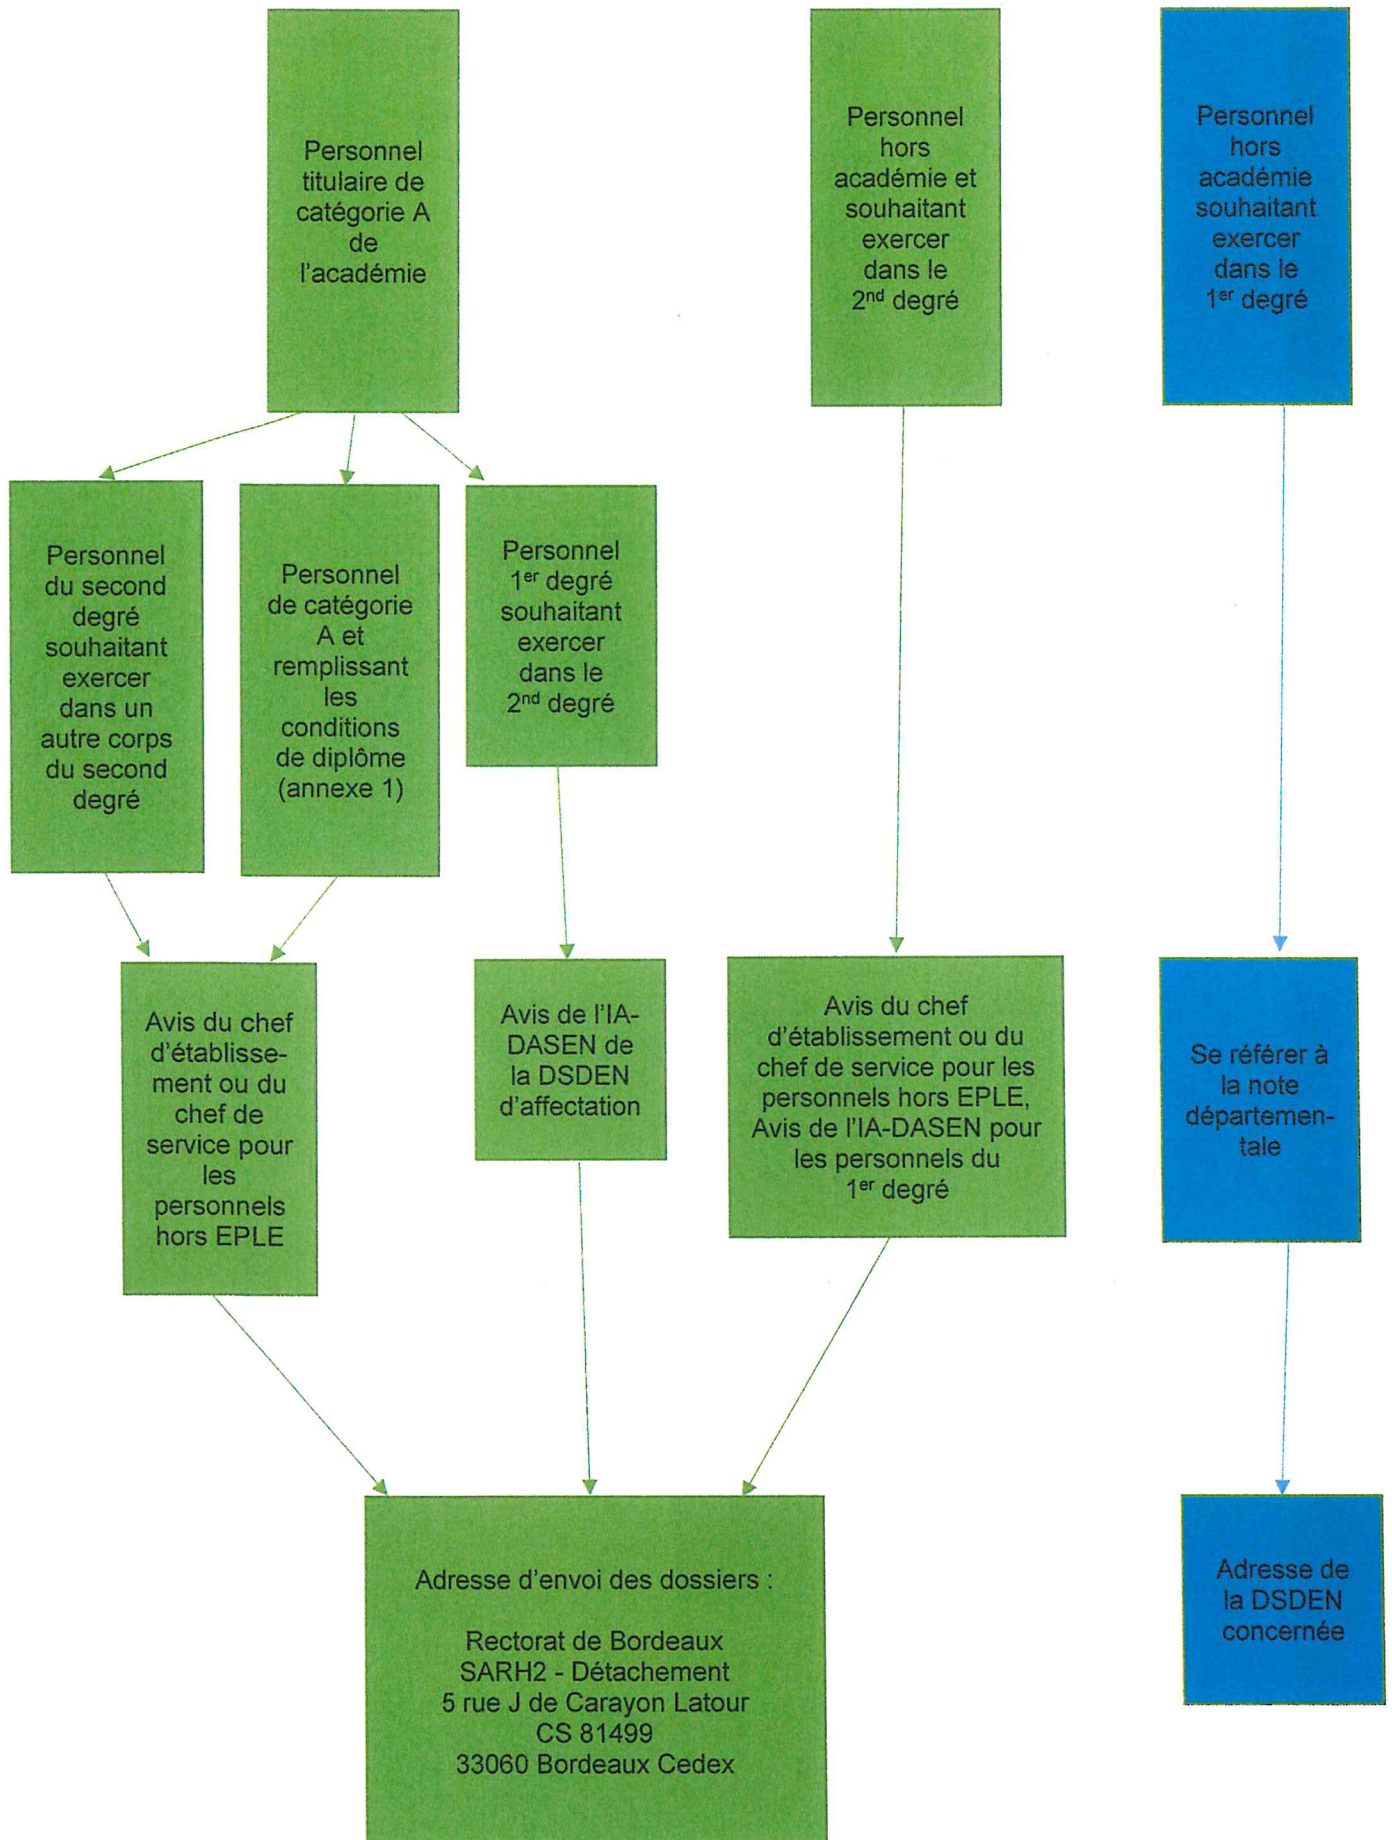 Personnel
titulaire de
catégorie A
de
l'académie
Personnel
hors
académie et
souhaitant
exercer
dans le
2nd degré
Personnel
hors
académie
souhaitant
exercer
dans le
1er degré
Personnel
du second
degré
souhaitant
exercer
dans un
autre corps
du second
degré
Personnel
de catégorie
A et
remplissant
les
conditions
de diplôme
(annexe 1)
Personnel
1er degré
souhaitant
exercer
dans le
2nd degré
Avis du chef
d'établisse-
ment ou du
chef de
service pour
les
personnels
hors EPLE
Avis de l'IA-
DASEN de
la DSDEN
d'affectation
Avis du chef
d'établissement ou du
chef de service pour les
personnels hors EPLE,
Avis de l'IA-DASEN pour
les personnels du
1er degré
Se référer à
la note
départemen-
tale
Adresse d'envoi des dossiers :
Rectorat de Bordeaux
SARH2 - Détachement
5 rue J de Carayon Latour
CS 81499
33060 Bordeaux Cedex
Adresse de
la DSDEN
concernée